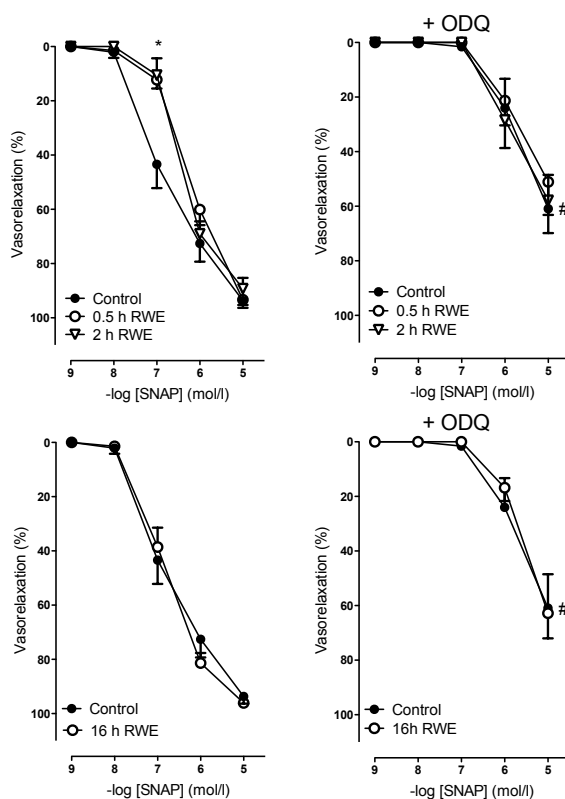 + ODQ
*
0
20
40
60
80
100
Vasorelaxation (%)
Control
0.5 h RWE
2 h RWE
9 8 7 6 5
-log [SNAP] (mol/l)
0
20
40
60
80
100
Vasorelaxation (%)
#
Control
0.5 h RWE
2 h RWE
9 8 7 6 5
-log [SNAP] (mol/l)
0
20
40
60
80
100
Vasorelaxation (%)
Control
16 h RWE
9 8 7 6 5
-log [SNAP] (mol/l)
+ ODQ
0
20
40
60
80
100
Vasorelaxation (%)
#
Control
16h RWE
9 8 7 6 5
-log [SNAP] (mol/l)